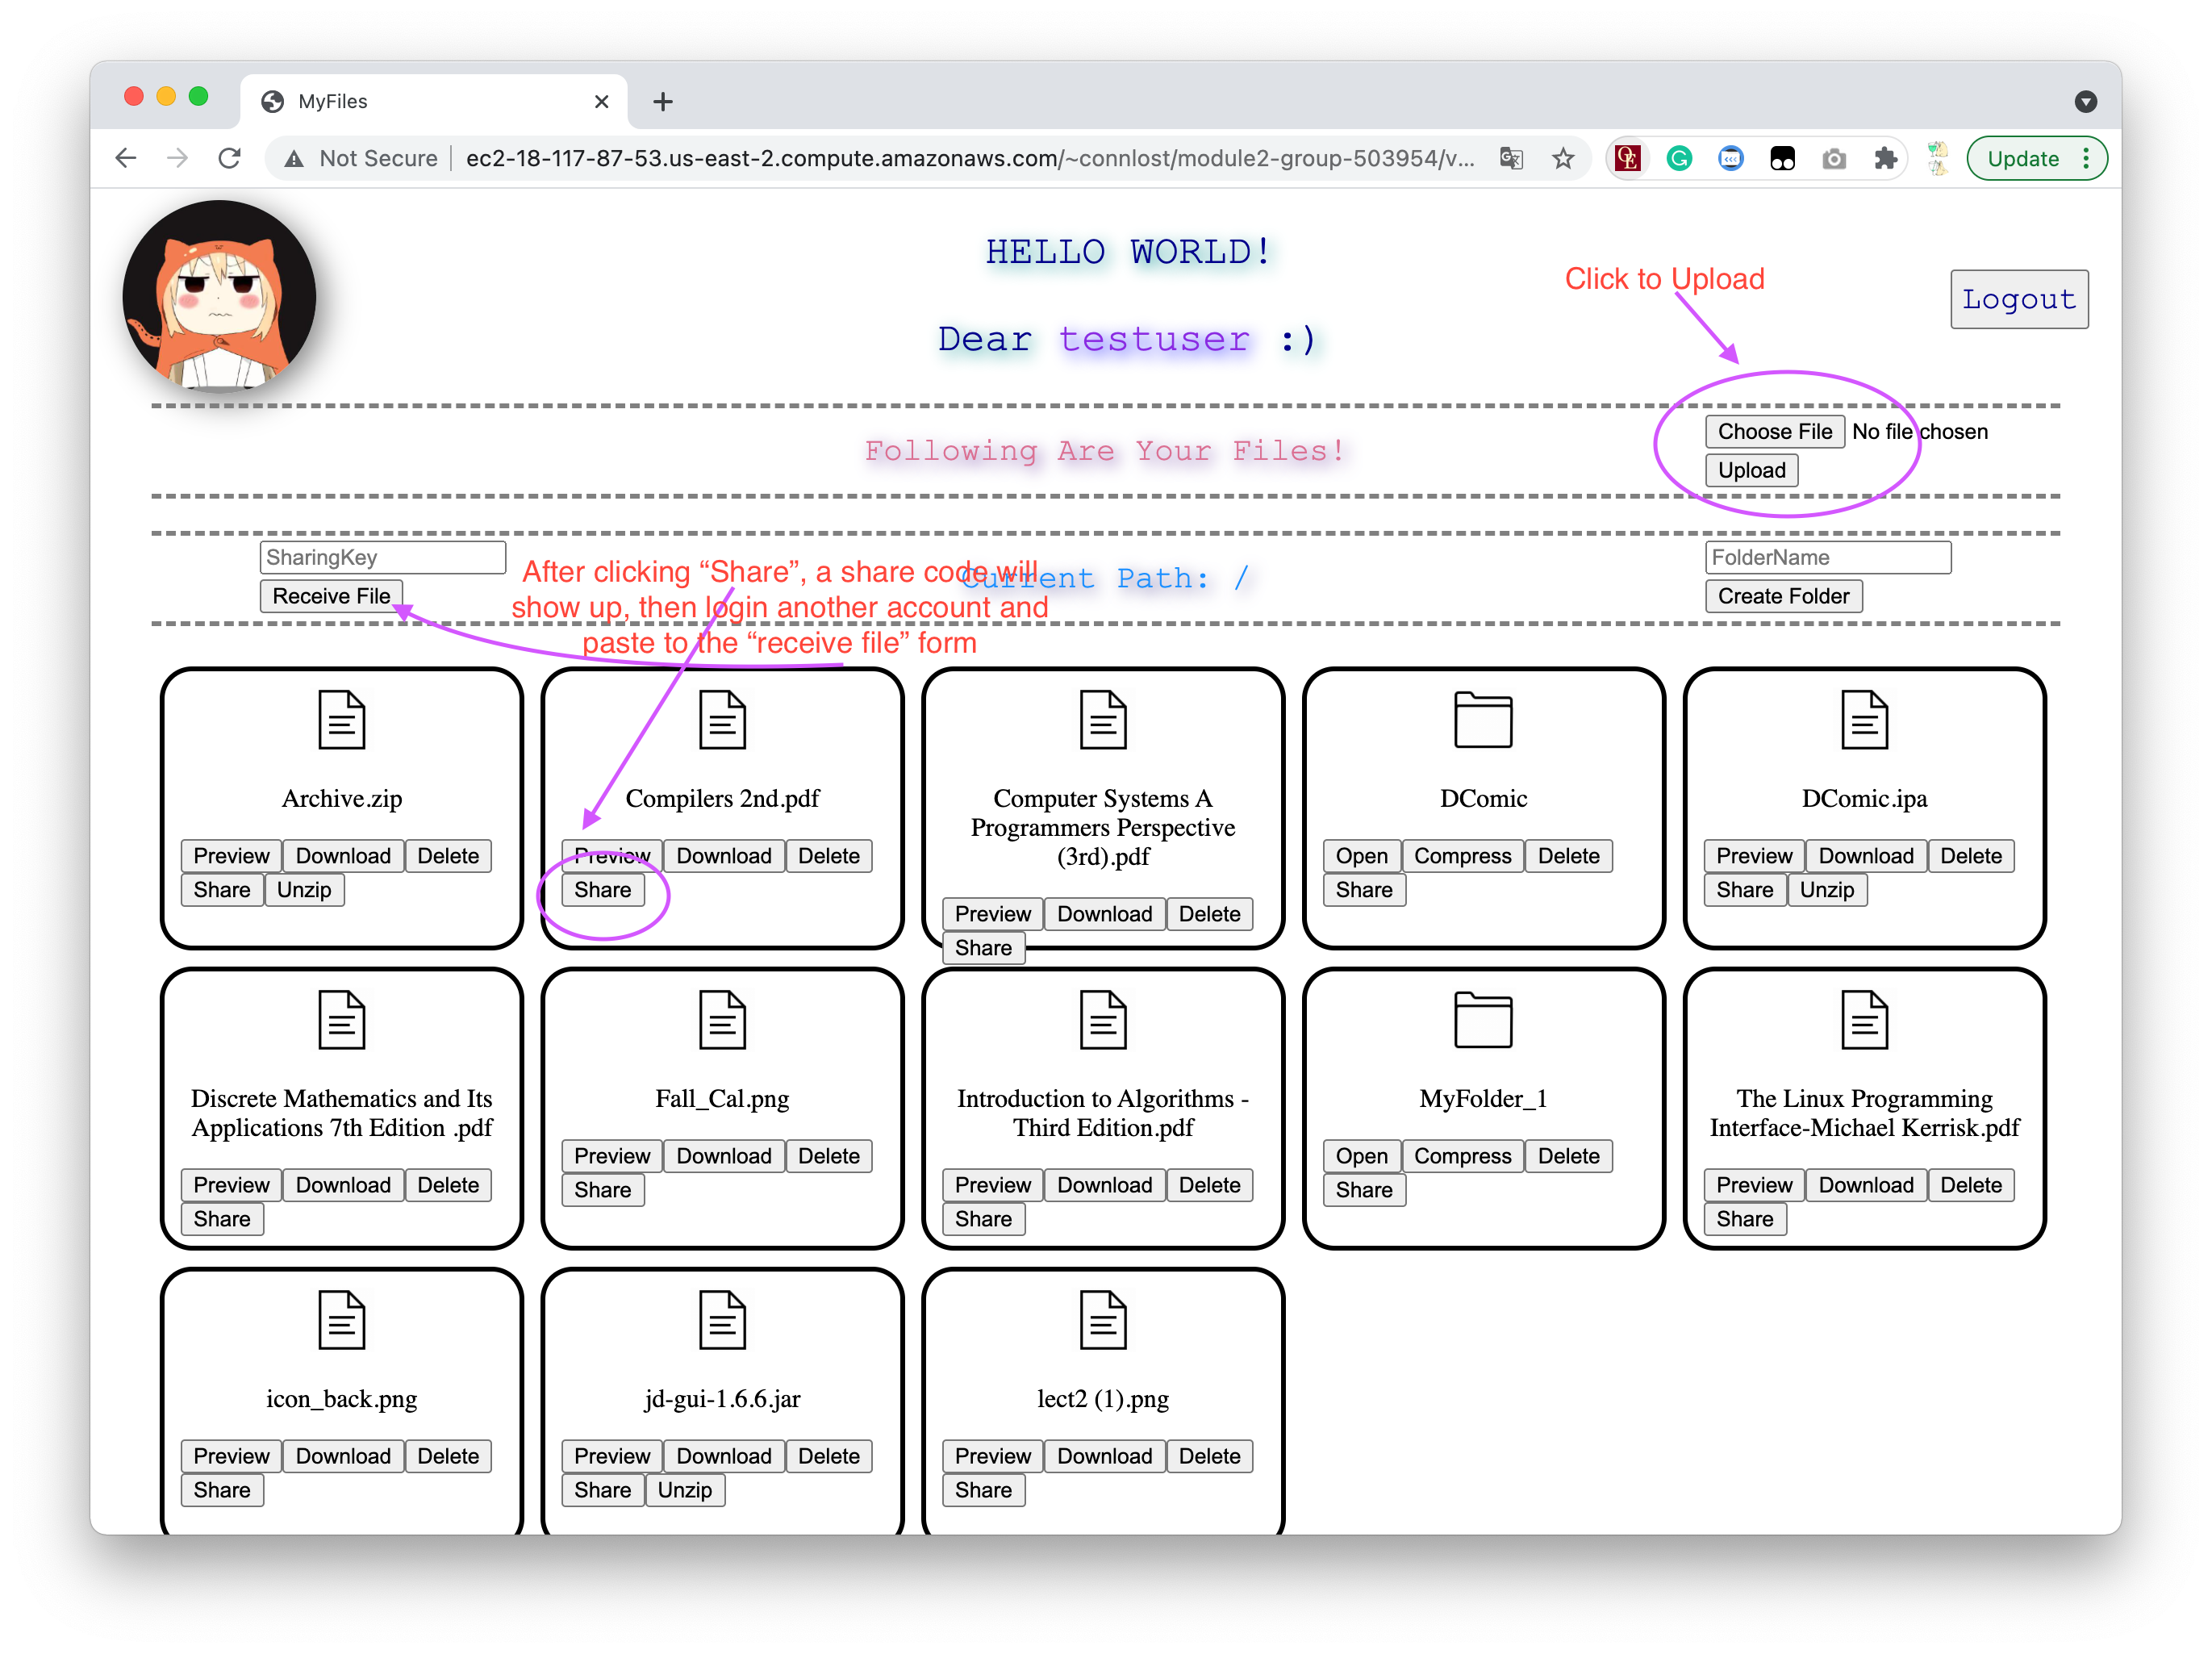 MyFiles
Not Secure
ec2-18-117-87-53.us-east-2.compute.amazonaws.com/~connlost/module2-group-503954/v...
Update
HELLO WORLD!
Click to Upload
Logout
Dear testuser :)
Following Are Your Files!
Choose File No file chosen
Upload
SharingKey
Receive File
After clicking “Share”, a share code will
show up, then login another account and
paste to the “receive file” form
Current Path: /
FolderName
Create Folder
Archive.zip
Preview Download Delete
Share Unzip
Compilers 2nd.pdf
Preview Download Delete
Share
Computer Systems A
Programmers Perspective
(3rd).pdf
Preview Download Delete
Share
DComic
Open Compress Delete
Share
DComic.ipa
Preview Download Delete
Share Unzip
Discrete Mathematics and Its
Applications 7th Edition .pdf
Preview Download Delete
Share
Fall_Cal.png
Preview Download Delete
Share
Introduction to Algorithms -
Third Edition.pdf
Preview Download Delete
Share
MyFolder_1
Open Compress Delete
Share
The Linux Programming
Interface-Michael Kerrisk.pdf
Preview Download Delete
Share
icon_back.png
Preview Download Delete
Share
jd-gui-1.6.6.jar
Preview Download Delete
Share Unzip
lect2 (1).png
Preview Download Delete
Share